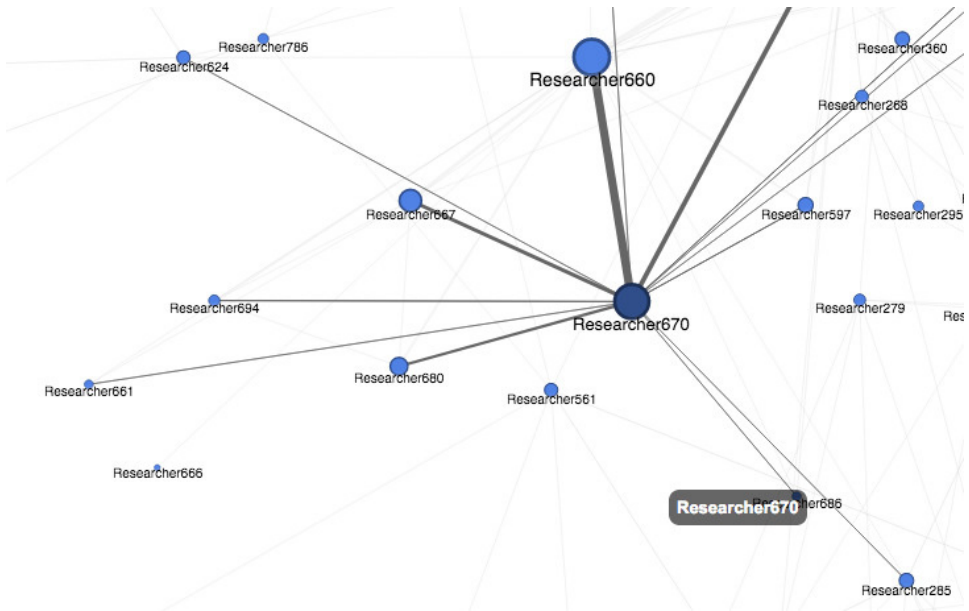 Researcher786
Researcher360
Researcher624
Researcher660
Researcher268
Researcher667
Researcher597
Researcher295
Researcher694
Researcher279
Researcher670
Researcher680
Researcher661
Researcher561
Researcher666
Researcher670
Researcher285